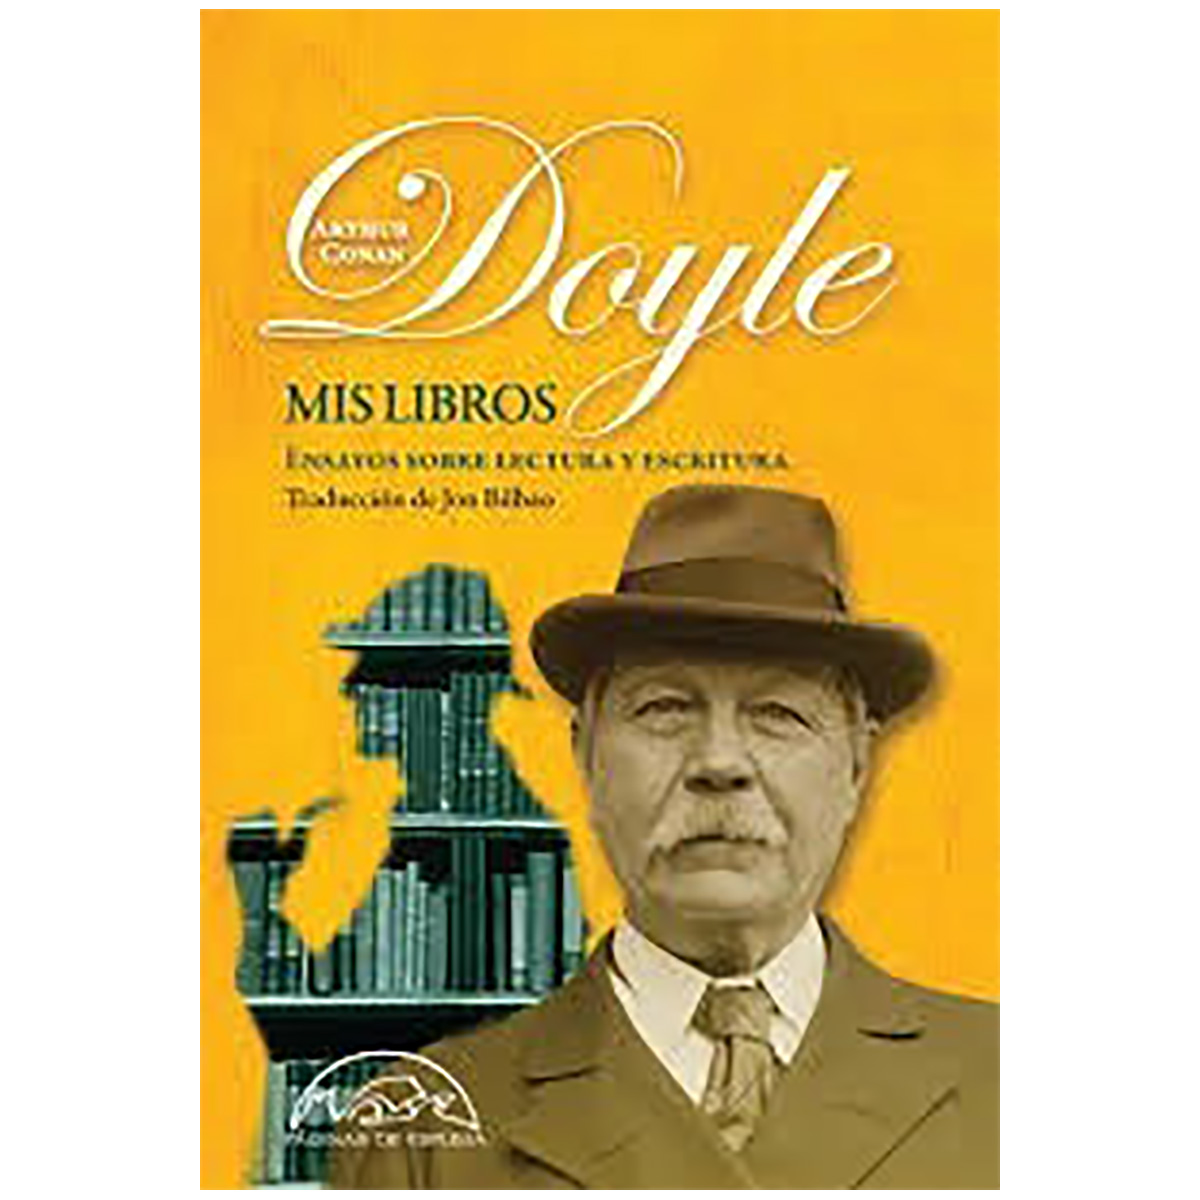 ARTHUR
CONAN
Doyle
MIS LIBROS
ENSAYOS SOBRE LECTURA Y ESCRITURA
Traducción de Jon Bilbao
PÁGINAS DE ESPUMA